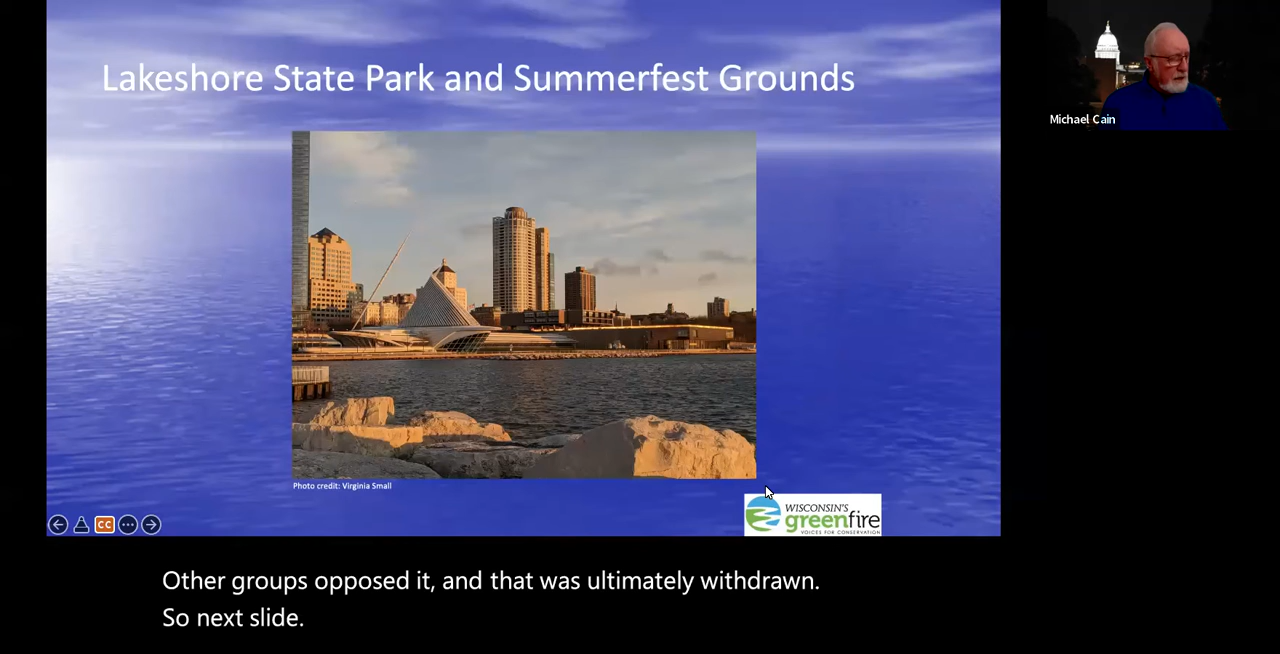 Lakeshore State Park and Summerfest Grounds
Michael Cain
Photo credit: Virginia Small
CC
WISCONSIN'S
greenfire
VOICES FOR CONSERVATION
Other groups opposed it, and that was ultimately withdrawn.
So next slide.